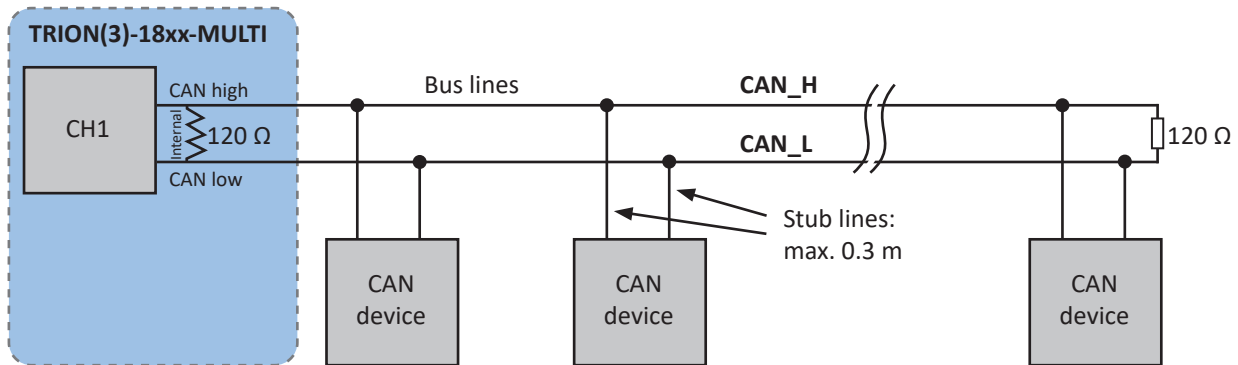 TRION(3)-18xx-MULTI
CH1
CAN high
Internal
120 Ω
CAN low
Bus lines
CAN_H
CAN_L
120 Ω
Stub lines:
max. 0.3 m
CAN
device
CAN
device
CAN
device